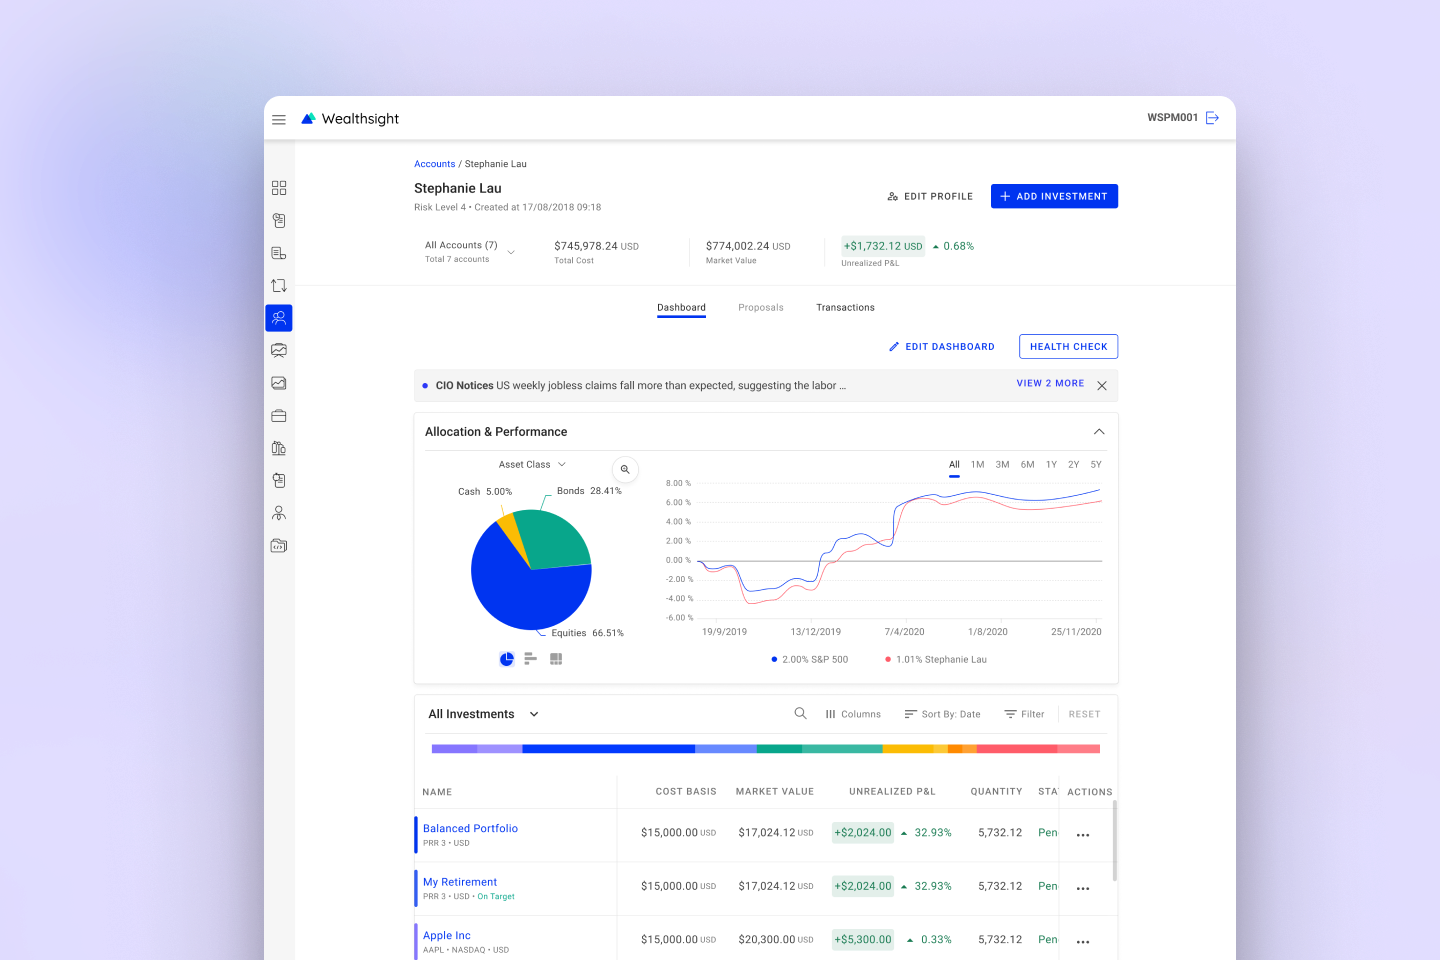 Wealthsight
WSPM001
Accounts / Stephanie Lau
Stephanie Lau
Risk Level 4 • Created at 17/08/2018 09:18
EDIT PROFILE
ADD INVESTMENT
All Accounts (7)
Total 7 accounts
$745,978.24 USD
Total Cost
$774,002.24 USD
Market Value
+$1,732.12 USD 0.68%
Unrealized P&L
Dashboard Proposals Transactions
EDIT DASHBOARD HEALTH CHECK
CIO Notices US weekly jobless claims fall more than expected, suggesting the labor ...
VIEW 2 MORE
Allocation & Performance
Asset Class
Cash 5.00%
Bonds 28.41%
Equities 66.51%
All 1M 3M 6M 1Y 2Y 5Y
8.00 %
6.00 %
4.00 %
2.00 %
0.00 %
-2.00 %
-4.00 %
-6.00 %
19/9/2019 13/12/2019 7/4/2020 1/8/2020 25/11/2020
2.00% S&P 500 1.01% Stephanie Lau
All Investments
Columns Sort By: Date Filter RESET
NAME COST BASIS MARKET VALUE UNREALIZED P&L QUANTITY STA ACTIONS
Balanced Portfolio
PRR 3 • USD
$15,000.00 USD $17,024.12 USD +$2,024.00 32.93% 5,732.12 Pen
My Retirement
PRR 3 • USD • On Target
$15,000.00 USD $17,024.12 USD +$2,024.00 32.93% 5,732.12 Pen
Apple Inc
AAPL • NASDAQ • USD
$15,000.00 USD $20,300.00 USD +$5,300.00 0.33% 5,732.12 Pen